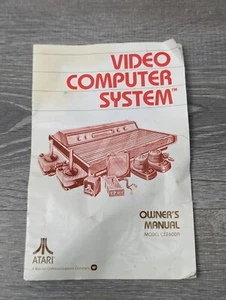 VIDEO
COMPUTER
SYSTEM™
OWNER'S
MANUAL
ATARI